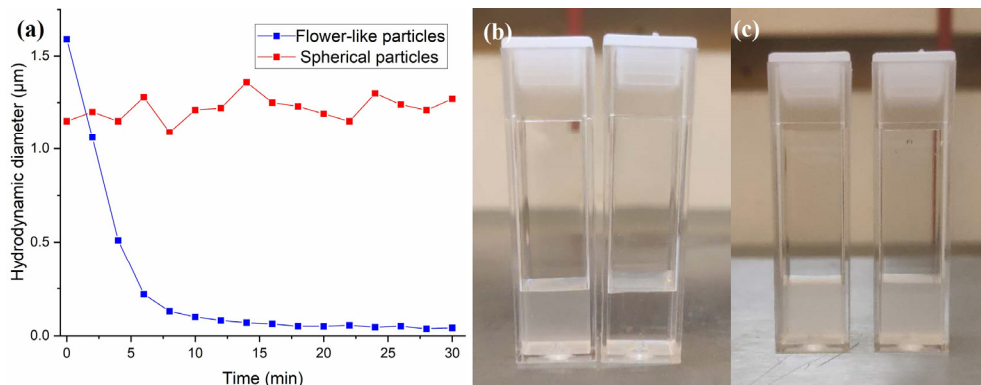 (a)
Flower-like particles
Spherical particles
Hydrodynamic diameter (μm)
1.5
1.0
0.5
0.0
0 5 10 15 20 25 30
Time (min)
(b)
(c)